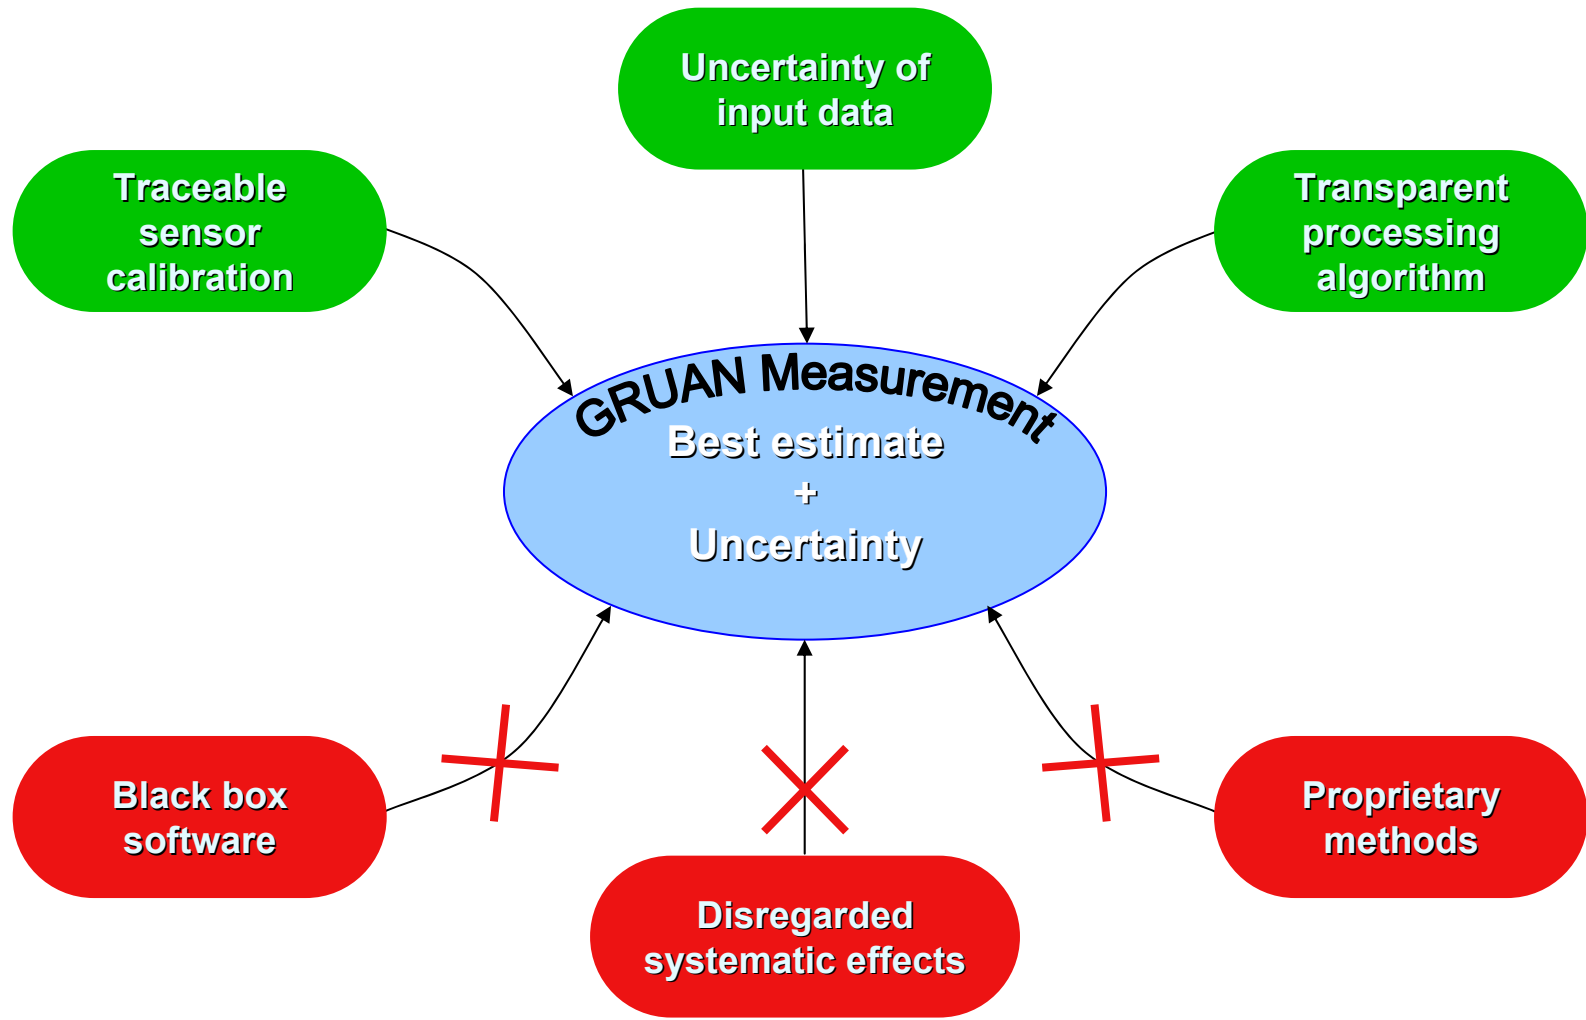 Uncertainty of
input data
Traceable
sensor
calibration
Transparent
processing
algorithm
GRUAN Measurement
Best estimate
+
Uncertainty
Black box
software
Proprietary
methods
Disregarded
systematic effects